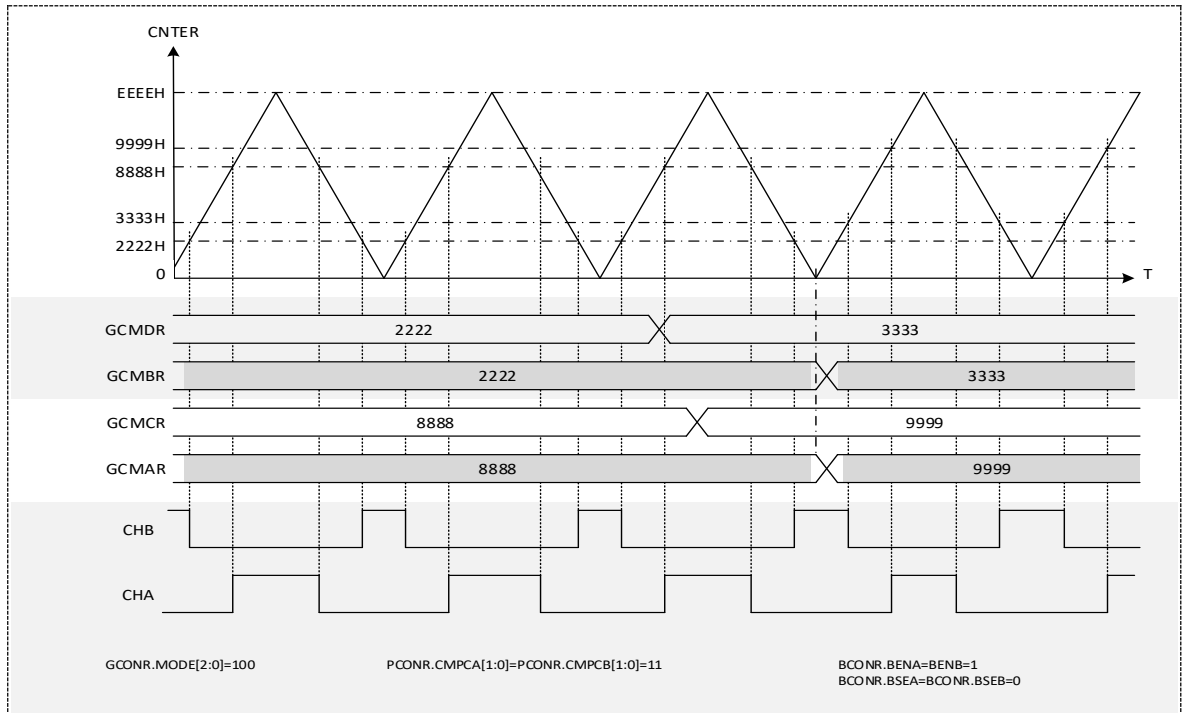 CNTER
EEEEH
9999H
8888H
3333H
2222H
0
T
GCMDR 2222 3333
GCMBR 2222 3333
GCMCR 8888 9999
GCMAR 8888 9999
CHB
CHA
GCONR.MODE[2:0]=100 PCONR.CMPCA[1:0]=PCONR.CMPCB[1:0]=11 BCONR.BENA=BENB=1
BCONR.BSEA=BCONR.BSEB=0